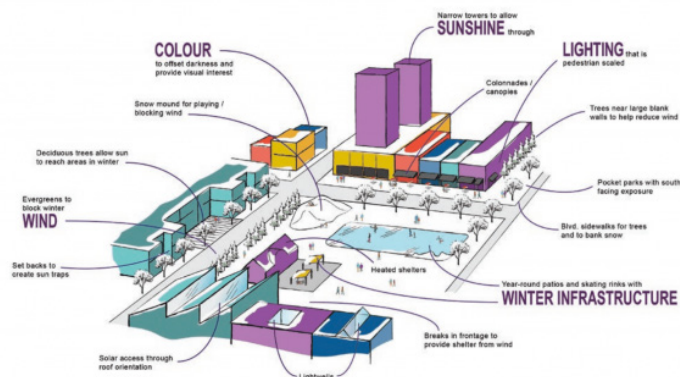 Narrow towers to allow
SUNSHINE through
COLOUR
to offset darkness and
provide visual interest
LIGHTING that is
pedestrian scaled
Snow mound for playing /
blocking wind
Colonnades /
canopies
Trees near large blank
walls to help reduce wind
Deciduous trees allow sun
to reach areas in winter
Evergreens to
block winter
WIND
Pocket parks with south
facing exposure
Blvd. sidewalks for trees
and to bank snow
Set backs to
create sun traps
Heated shelters
Year-round patios and skating rinks with
WINTER INFRASTRUCTURE
Breaks in frontage to
provide shelter from wind
Solar access through
roof orientation
Lightwells